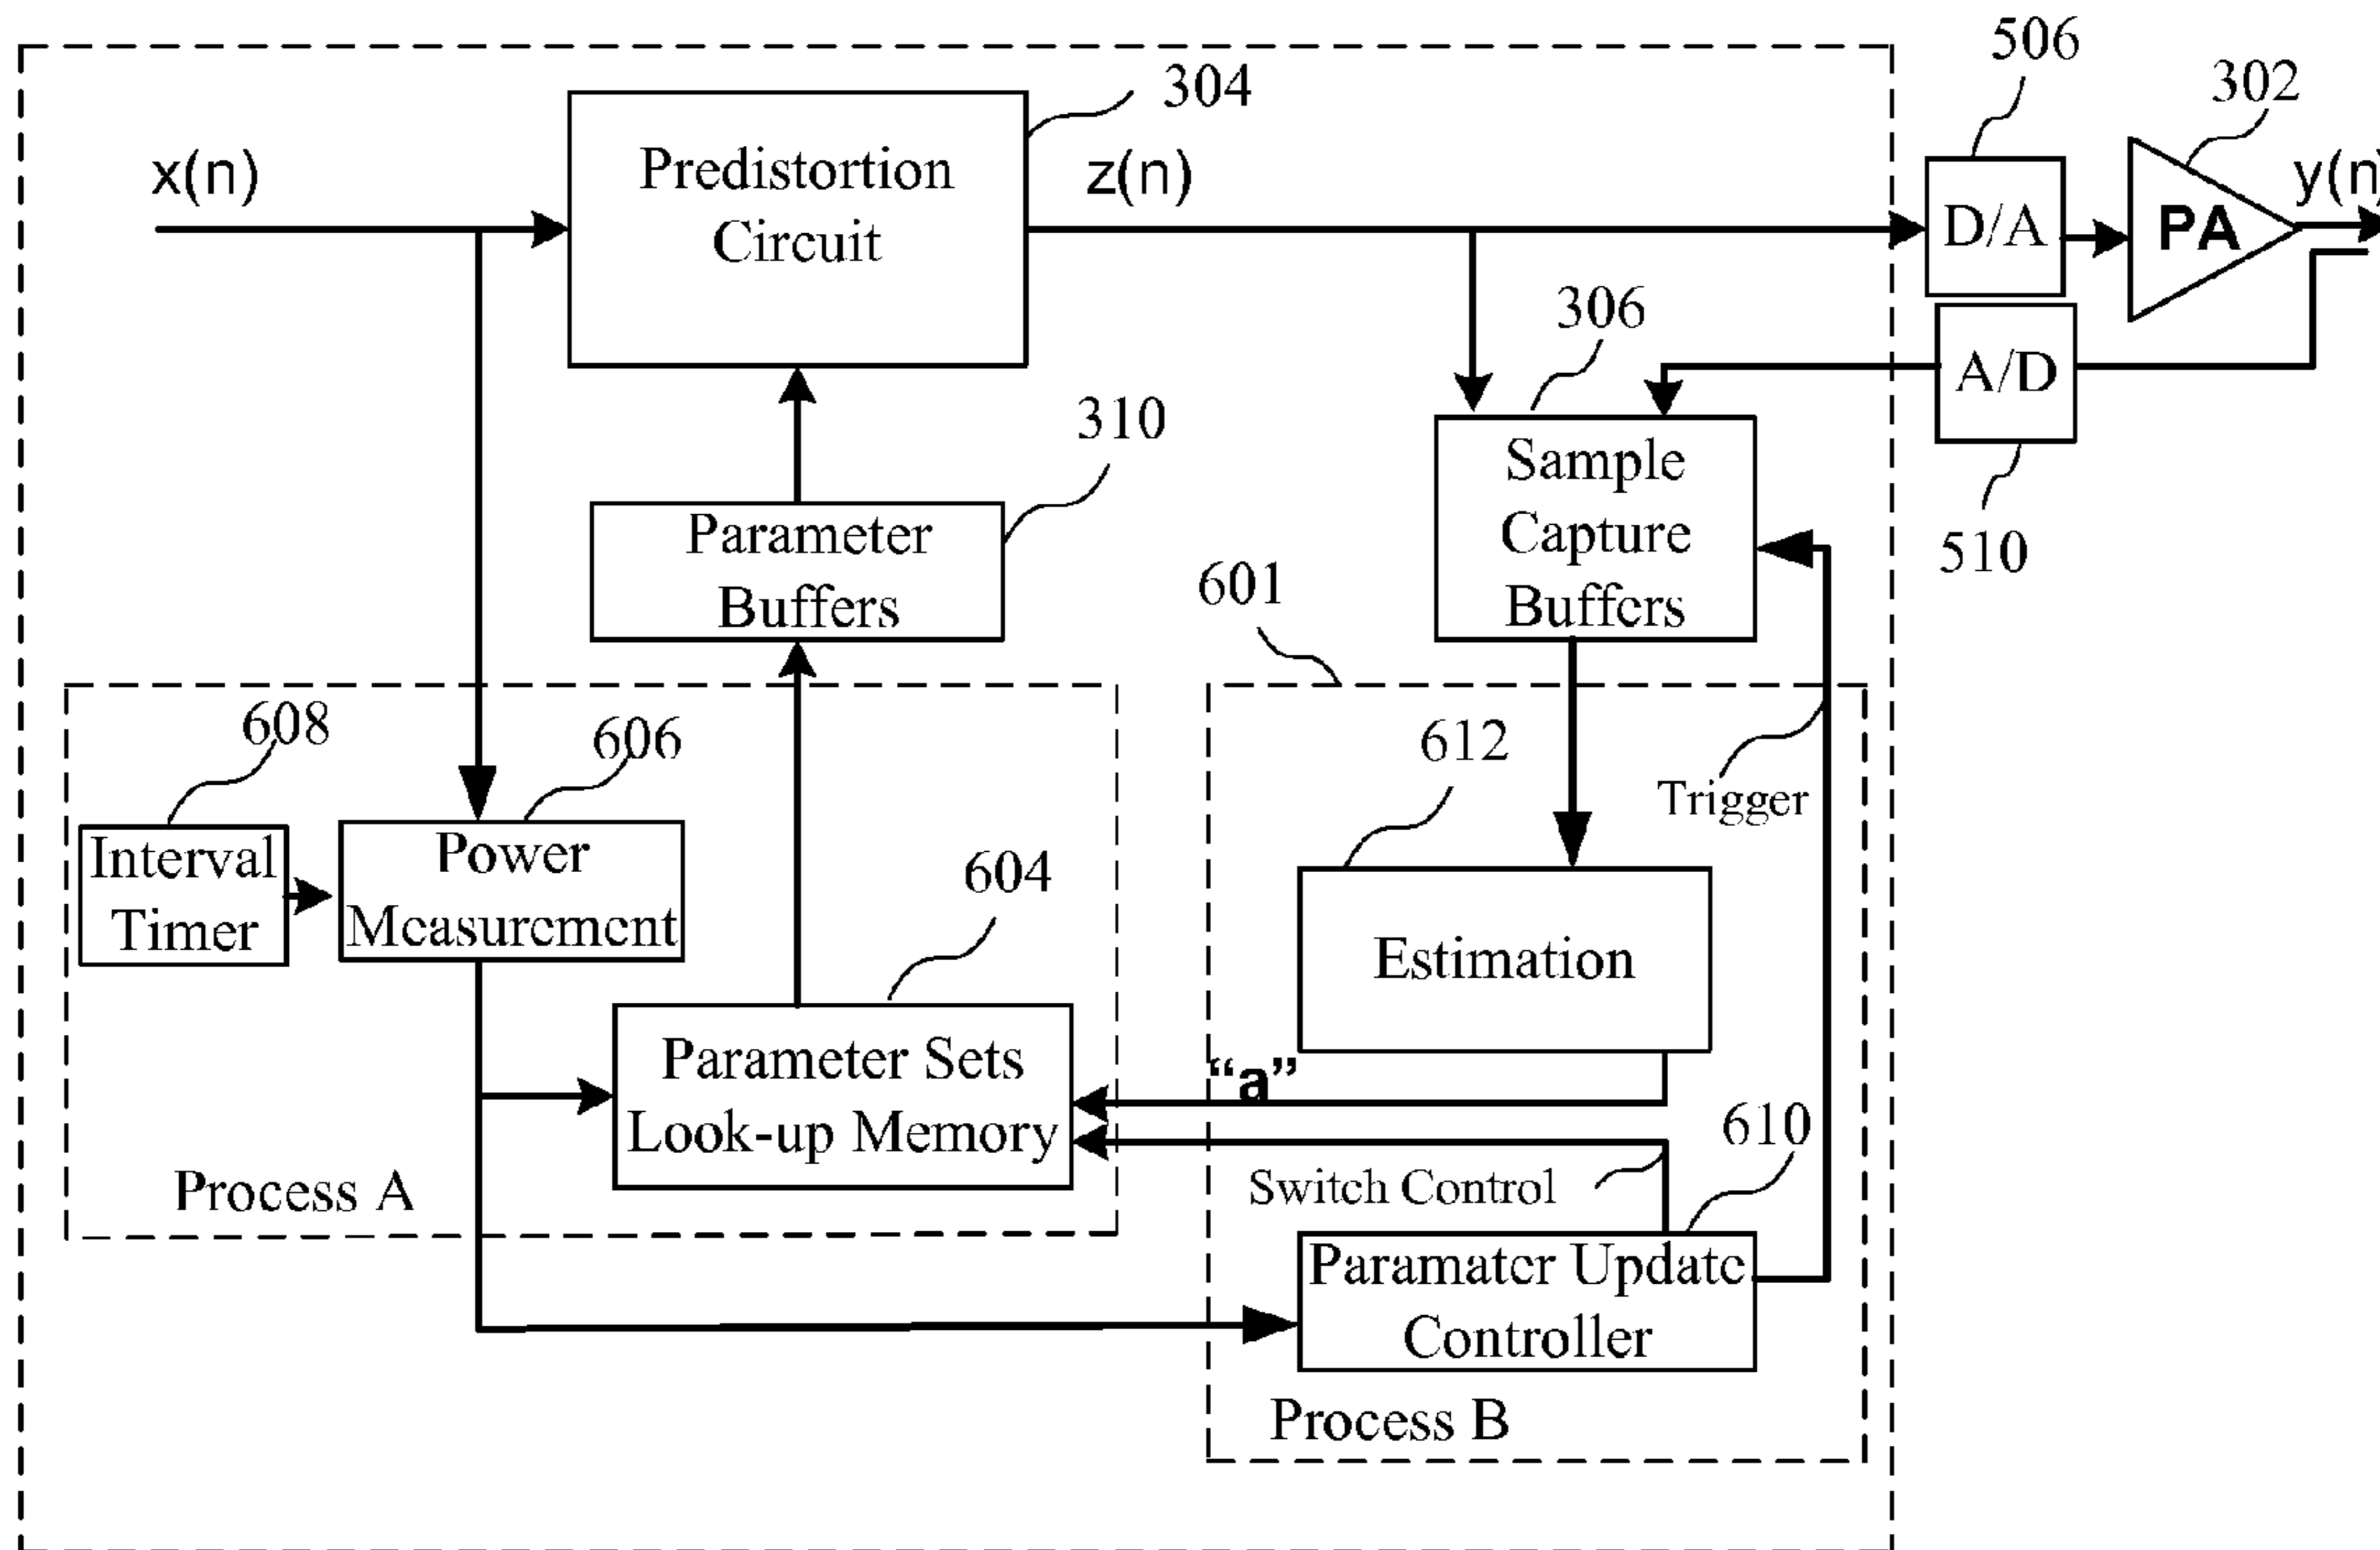 506
302
304
x(n)
Predistortion
Circuit
z(n)
D/A
PA
y(n)
306
A/D
310
Sample
Capture
Buffers
510
Parameter
Buffers
601
608
606
612
Trigger
Interval
Timer
Power
Measurement
604
Estimation
Parameter Sets
Look-up Memory
“a”
610
Switch Control
Process A
Paramater Update
Controller
Process B